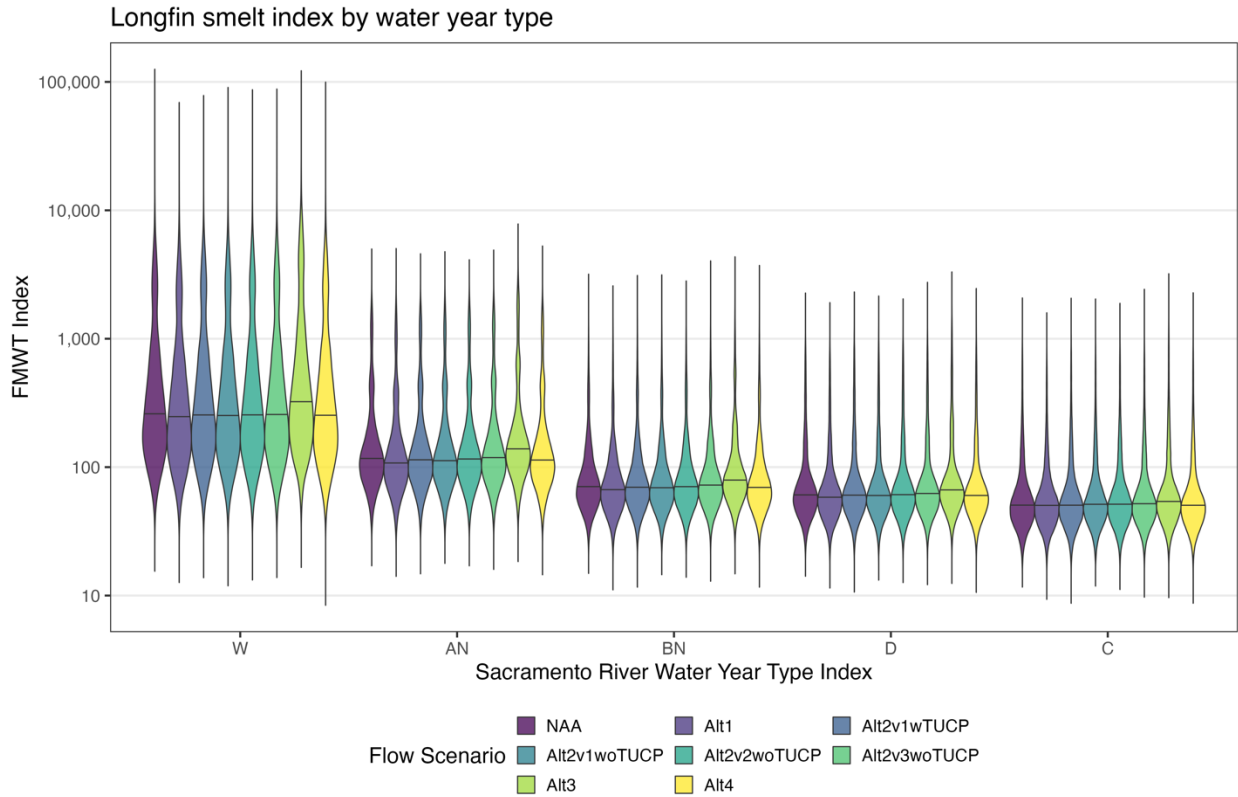 Longfin smelt index by water year type
100,000
10,000
1,000
100
10
FMWT Index
W AN BN D C
Sacramento River Water Year Type Index
Flow Scenario
NAA Alt1 Alt2v1wTUCP
Alt2v1woTUCP Alt2v2woTUCP Alt2v3woTUCP
Alt3 Alt4